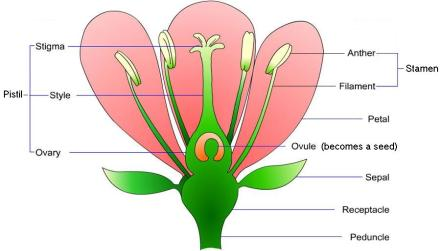 Stigma
Pistil
Style
Ovary
Anther
Stamen
Filament
Petal
Ovule (becomes a seed)
Sepal
Receptacle
Peduncle